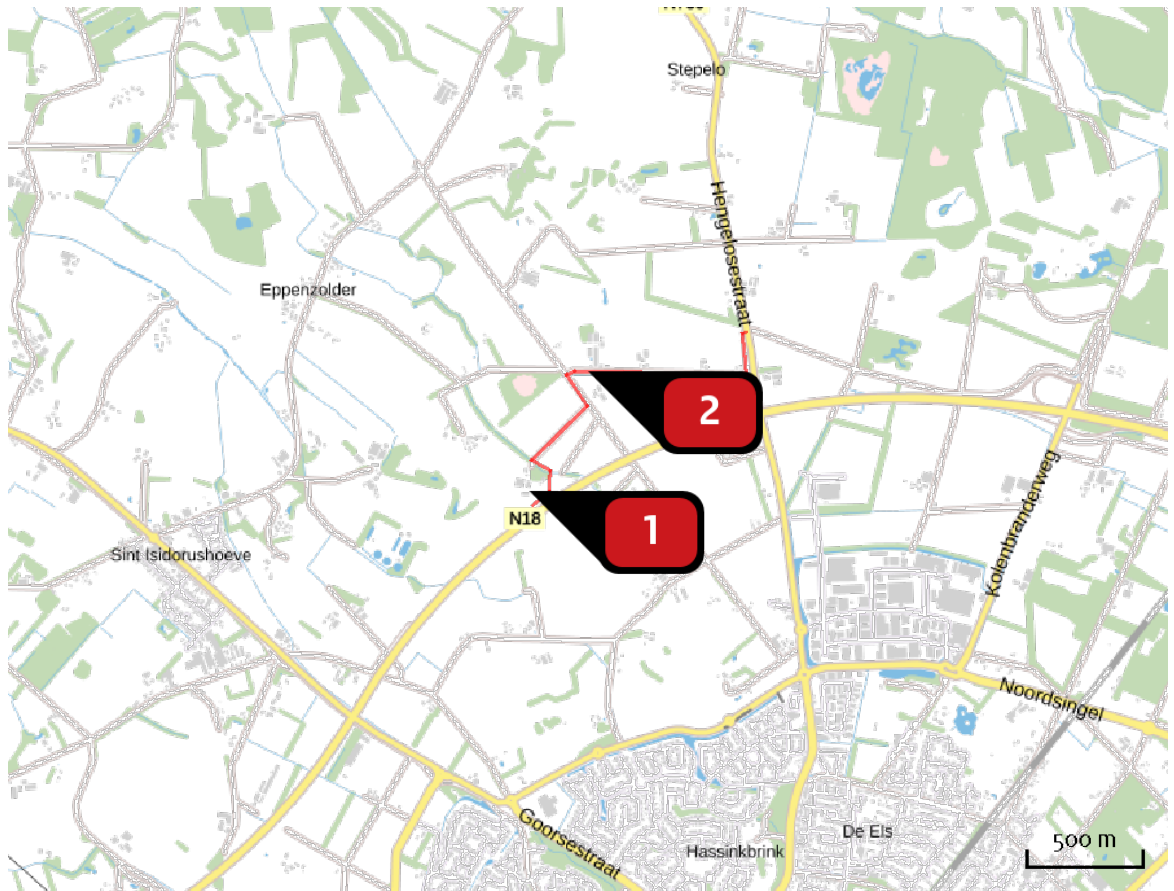 Stepelo
Hengelosestraat
Eppenzolder
2
N18
1
Sint Isidorushoeve
Kolenbranderweg
Noordsingel
Goorsestraat
De Els
Hassinkbrink
500 m